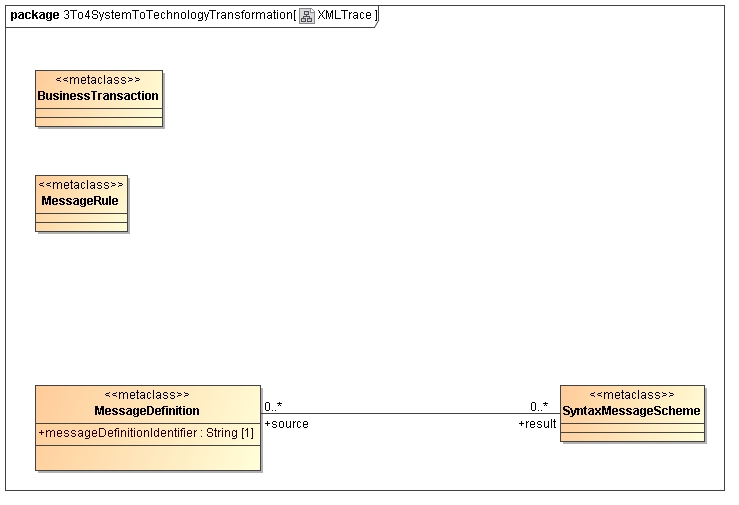 package 3To4SystemToTechnologyTransformation[ XMLTrace ]
<<metaclass>>
BusinessTransaction
<<metaclass>>
MessageRule
<<metaclass>>
MessageDefinition
+messageDefinitionIdentifier : String [1]
0..*
+source
0..*
+result
<<metaclass>>
SyntaxMessageScheme